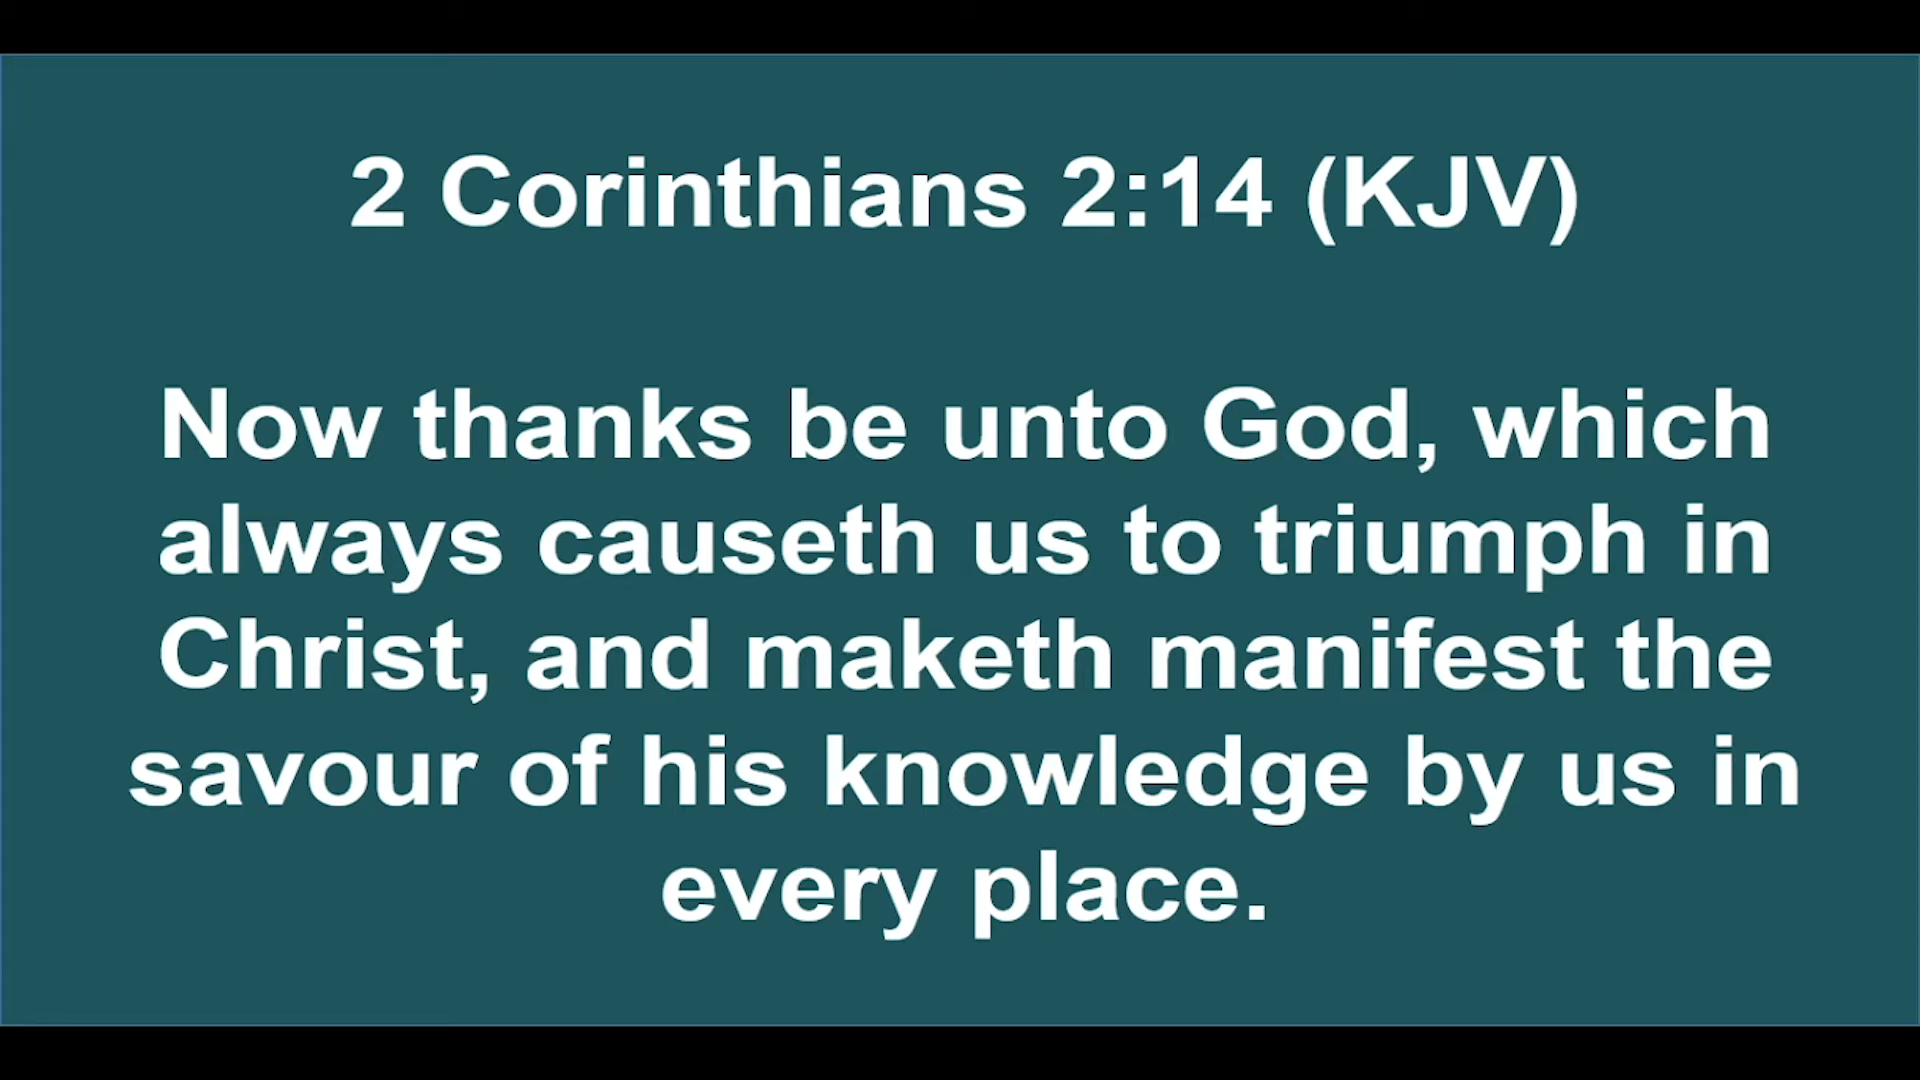 2 Corinthians 2:14 (KJV)
Now thanks be unto God, which
always causeth us to triumph in
Christ, and maketh manifest the
savour of his knowledge by us in
every place.